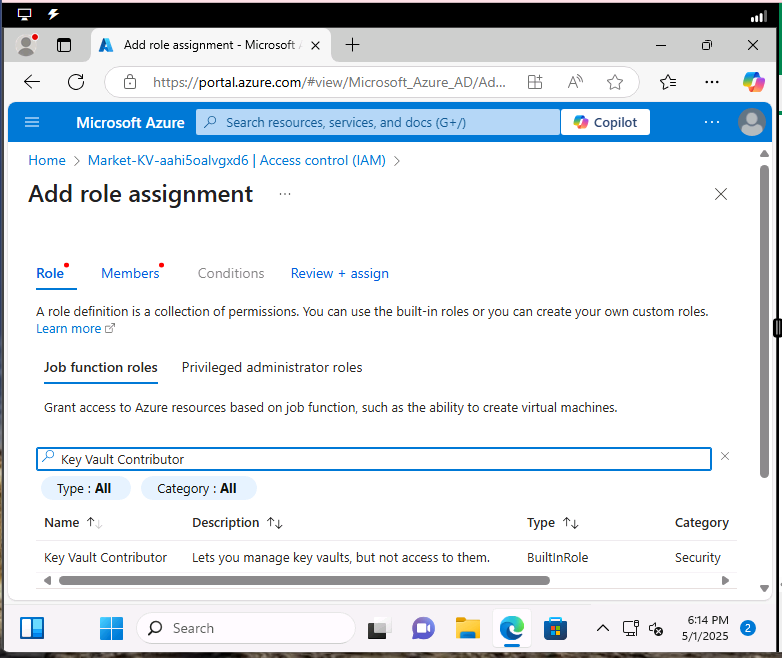 Add role assignment - Microsoft A
https://portal.azure.com/#view/Microsoft_Azure_AD/Ad...
Microsoft Azure
Search resources, services, and docs (G+/)
Copilot
Home > Market-KV-aahi5oalvgxd6 | Access control (IAM) >
Add role assignment ...
Role
Members
Conditions
Review + assign
A role definition is a collection of permissions. You can use the built-in roles or you can create your own custom roles.
Learn more
Job function roles
Privileged administrator roles
Grant access to Azure resources based on job function, such as the ability to create virtual machines.
Key Vault Contributor
Type : All
Category : All
Name ↑↓ Description ↑↓ Type ↑↓ Category
Key Vault Contributor Lets you manage key vaults, but not access to them. BuiltInRole Security
Search
6:14 PM
5/1/2025
2